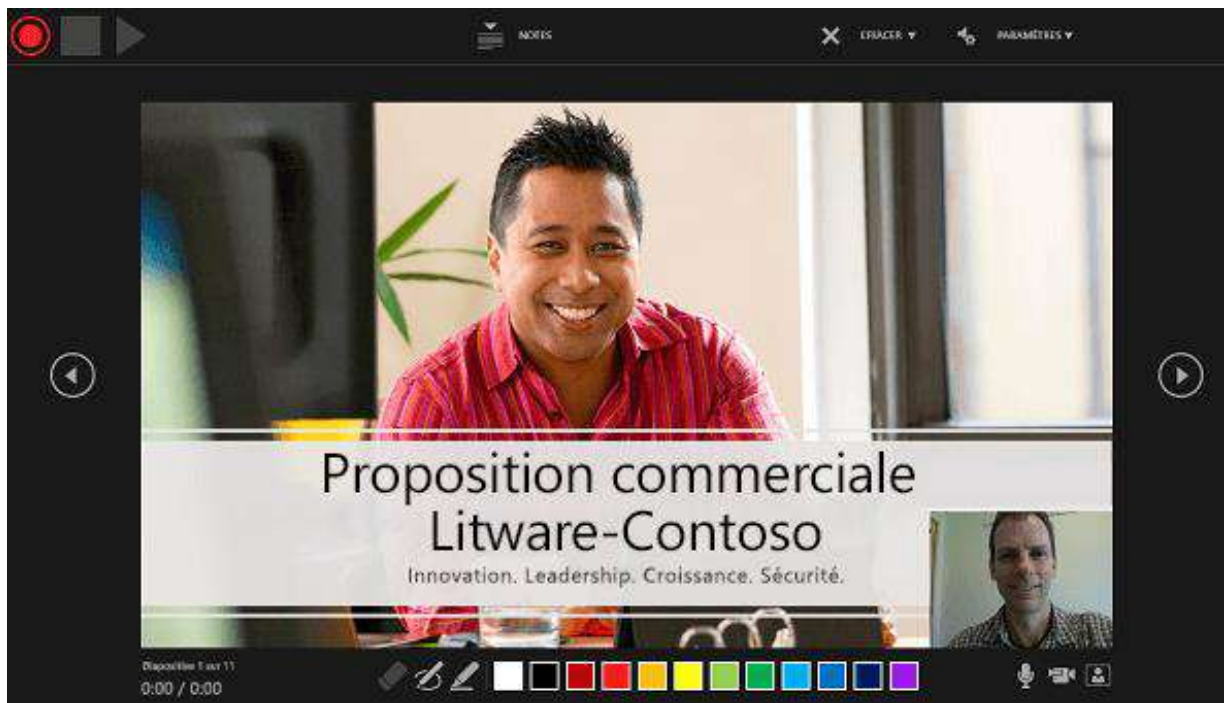 NOTES
EFFACER
PARAMÈTRES
Proposition commerciale
Litware-Contoso
Innovation. Leadership. Croissance. Sécurité.
Diapositive 1 sur 11
0:00 / 0:00